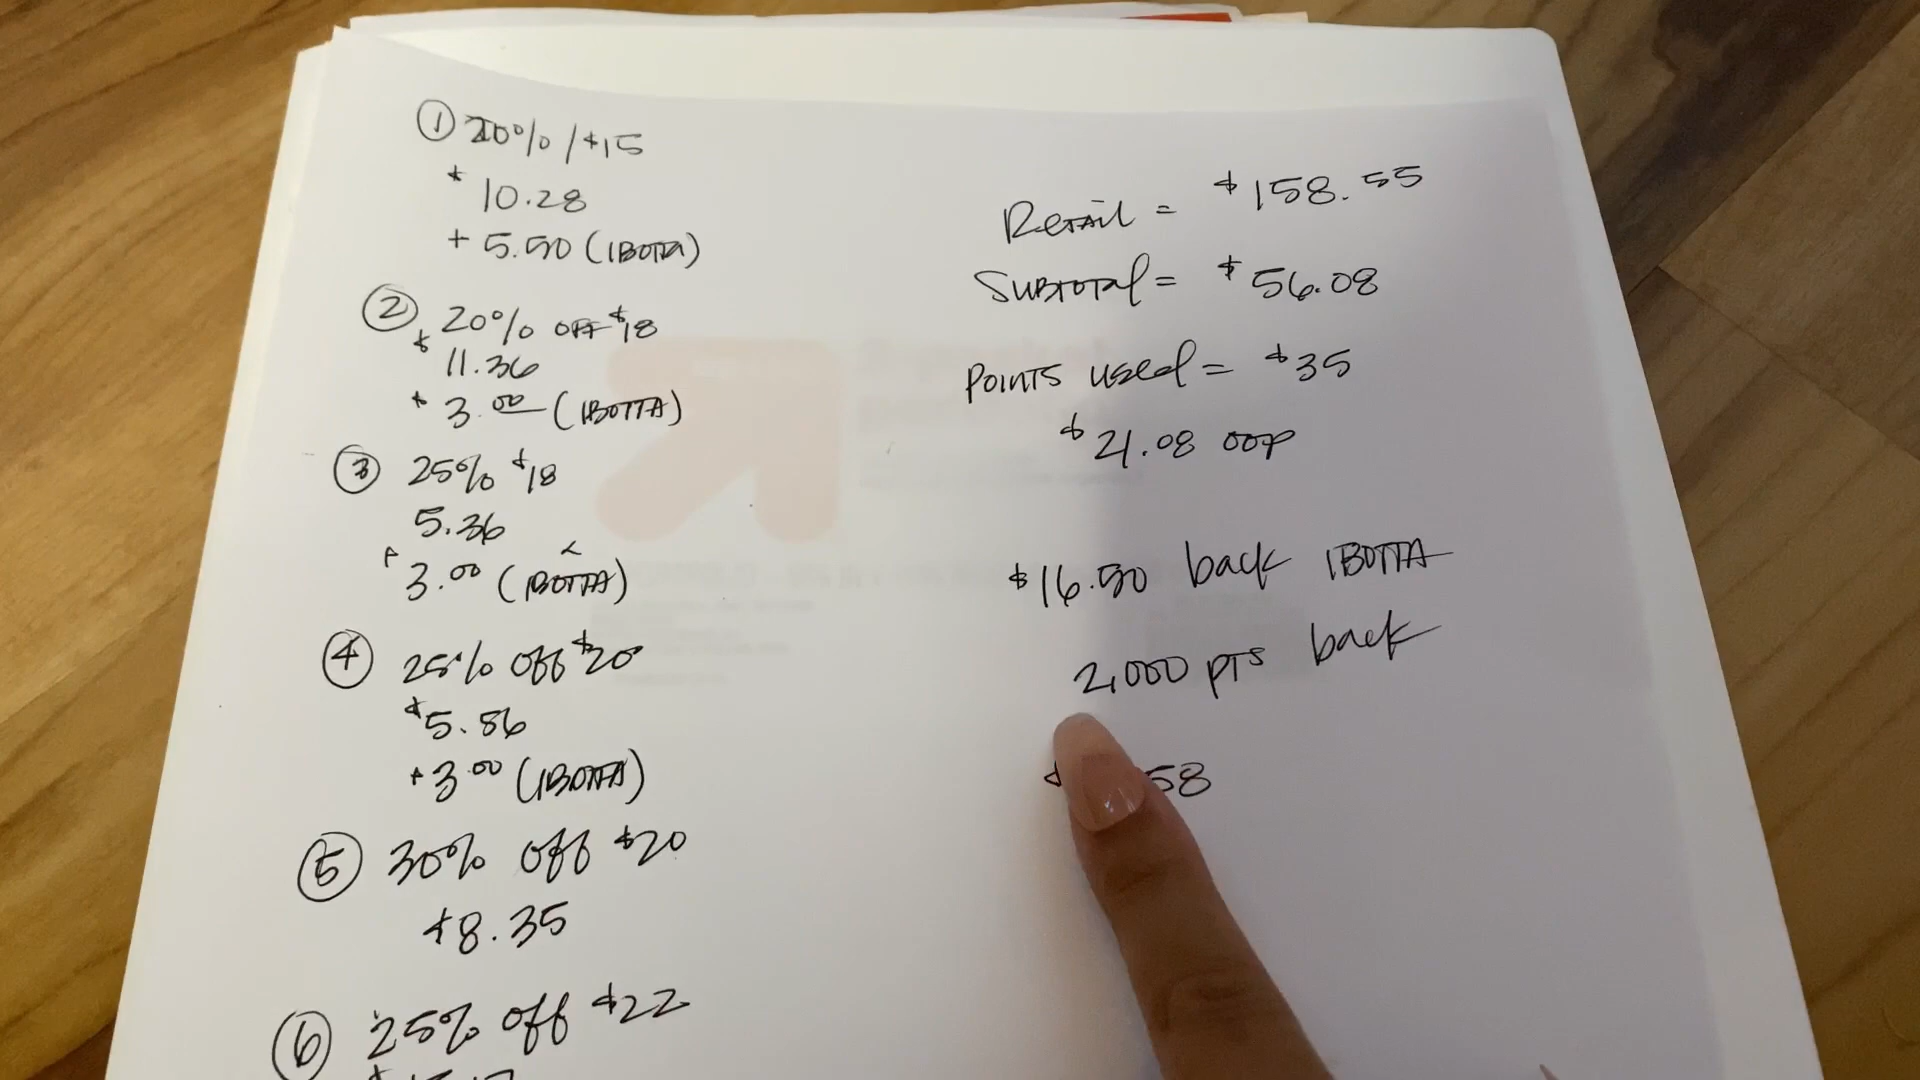 ① 20% / $15
$ 10.28
+ 5.50 (IBOTTA)
② 20% OFF $18
$ 11.36
+ 3.00 (IBOTTA)
③ 25% $18
5.36
+ 3.00 (IBOTTA)
④ 25% off $20
$5.86
+3.00 (IBOTTA)
⑤ 30% off $20
$8.35
⑥ 25% off $22
Retail = $158.55
Subtotal = $56.08
Points used = $35
$21.08 OOP
$16.50 back IBOTTA
2,000 pts back
58